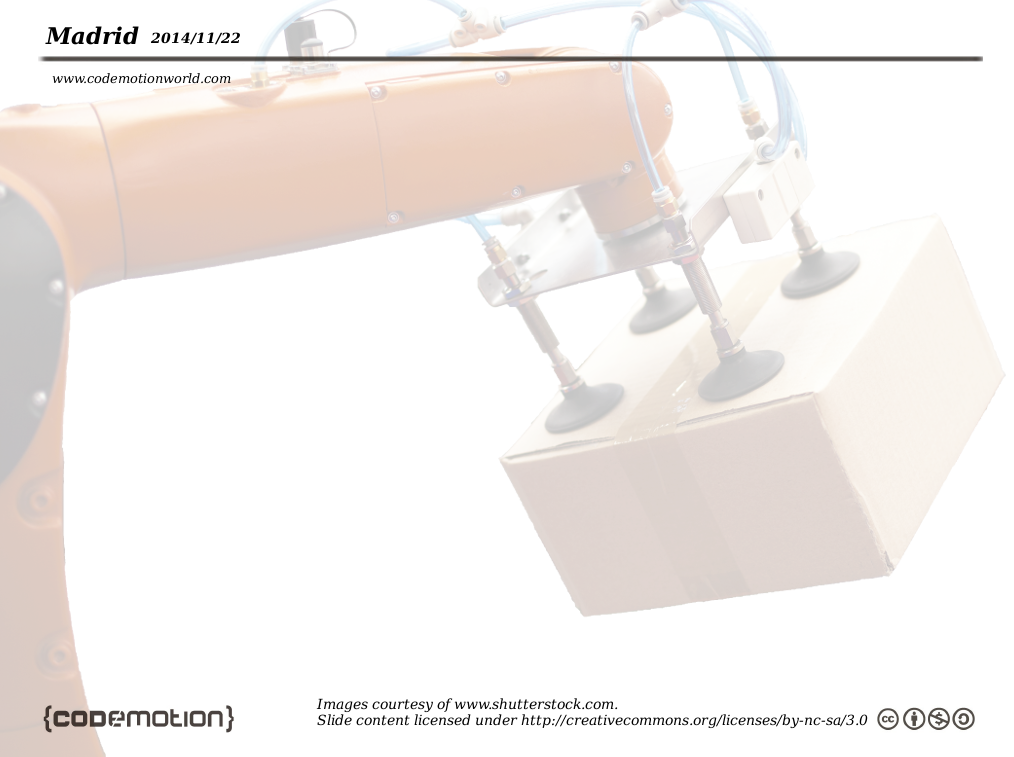 Madrid 2014/11/22
www.codemotionworld.com
{codemotion}
Images courtesy of www.shutterstock.com.
Slide content licensed under http://creativecommons.org/licenses/by-nc-sa/3.0
cc